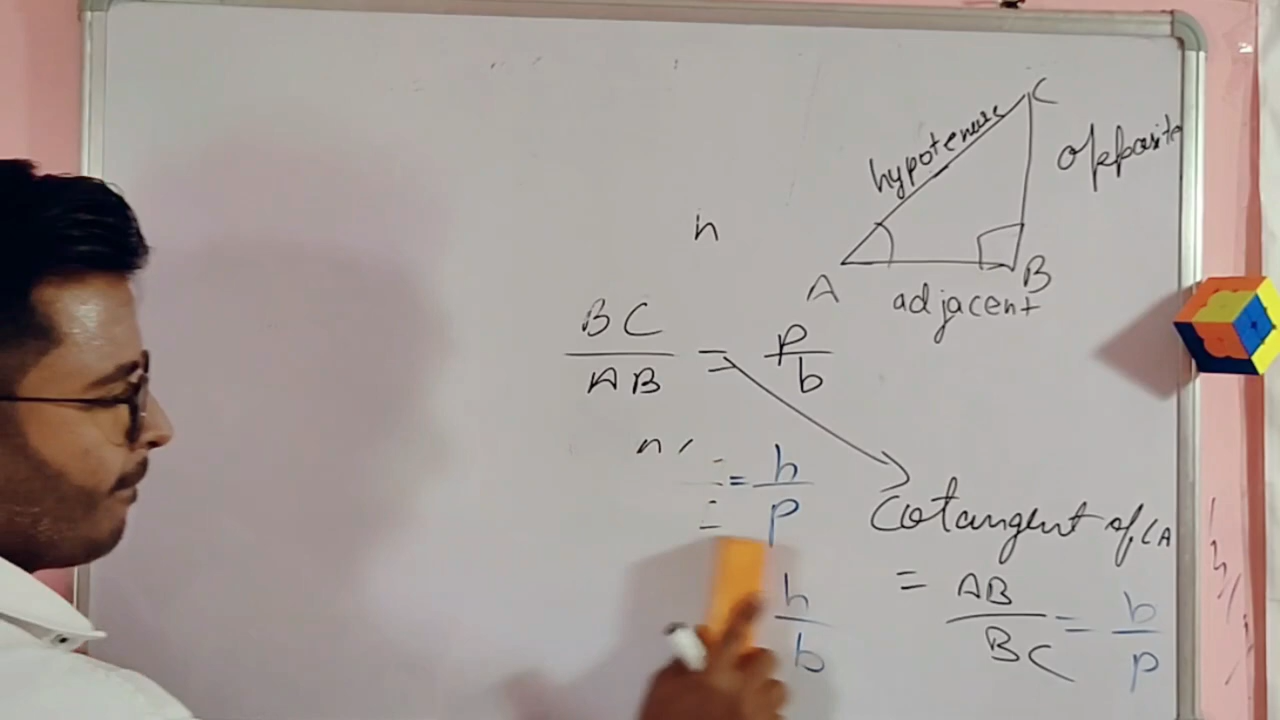 C
hypotenuse
opposite
n
A
B
adjacent
BC
AB
=
p
b
n
= h
p
h
b
Cotangent of ∠A
= AB
BC
= b
p